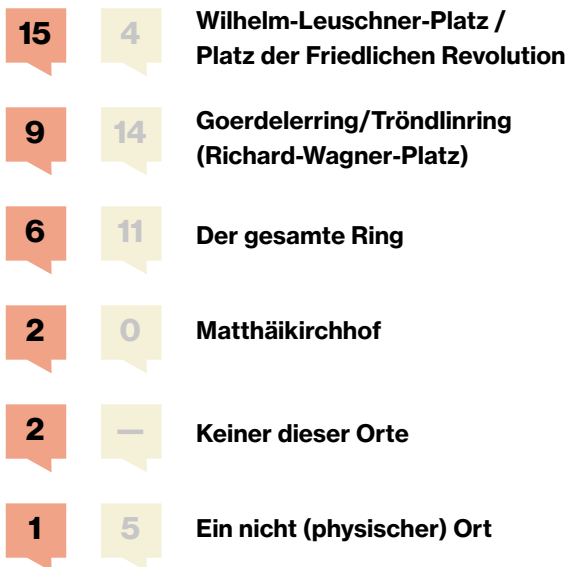 15 4 Wilhelm-Leuschner-Platz /
Platz der Friedlichen Revolution
9 14 Goerdelerring/Tröndlinring
(Richard-Wagner-Platz)
6 11 Der gesamte Ring
2 0 Matthäikirchhof
2 — Keiner dieser Orte
1 5 Ein nicht (physischer) Ort